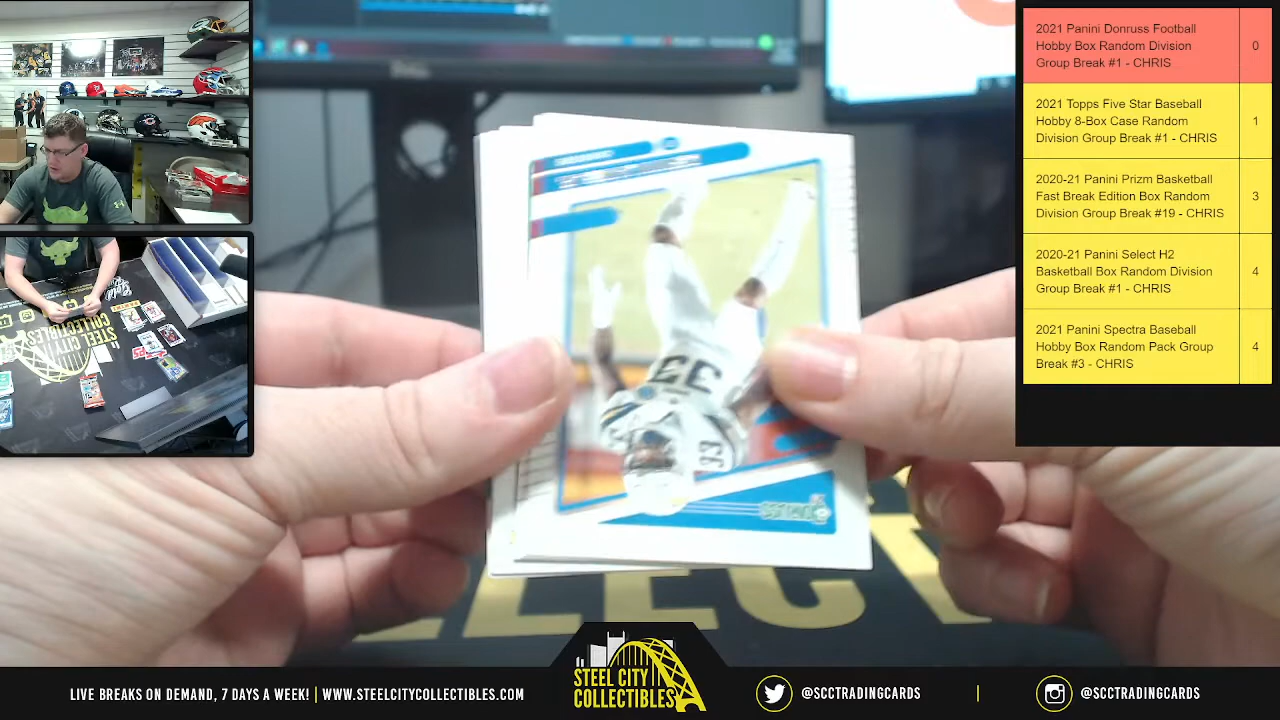 2021 Panini Donruss Football
Hobby Box Random Division
Group Break #1 - CHRIS
0
2021 Topps Five Star Baseball
Hobby 8-Box Case Random
Division Group Break #1 - CHRIS
1
2020-21 Panini Prizm Basketball
Fast Break Edition Box Random
Division Group Break #19 - CHRIS
3
2020-21 Panini Select H2
Basketball Box Random Division
Group Break #1 - CHRIS
4
2021 Panini Spectra Baseball
Hobby Box Random Pack Group
Break #3 - CHRIS
4
33
33
COLLECTIBLES
LIVE BREAKS ON DEMAND, 7 DAYS A WEEK! | WWW.STEELCITYCOLLECTIBLES.COM
STEEL CITY
COLLECTIBLES
@SCCTRADINGCARDS
|
@SCCTRADINGCARDS